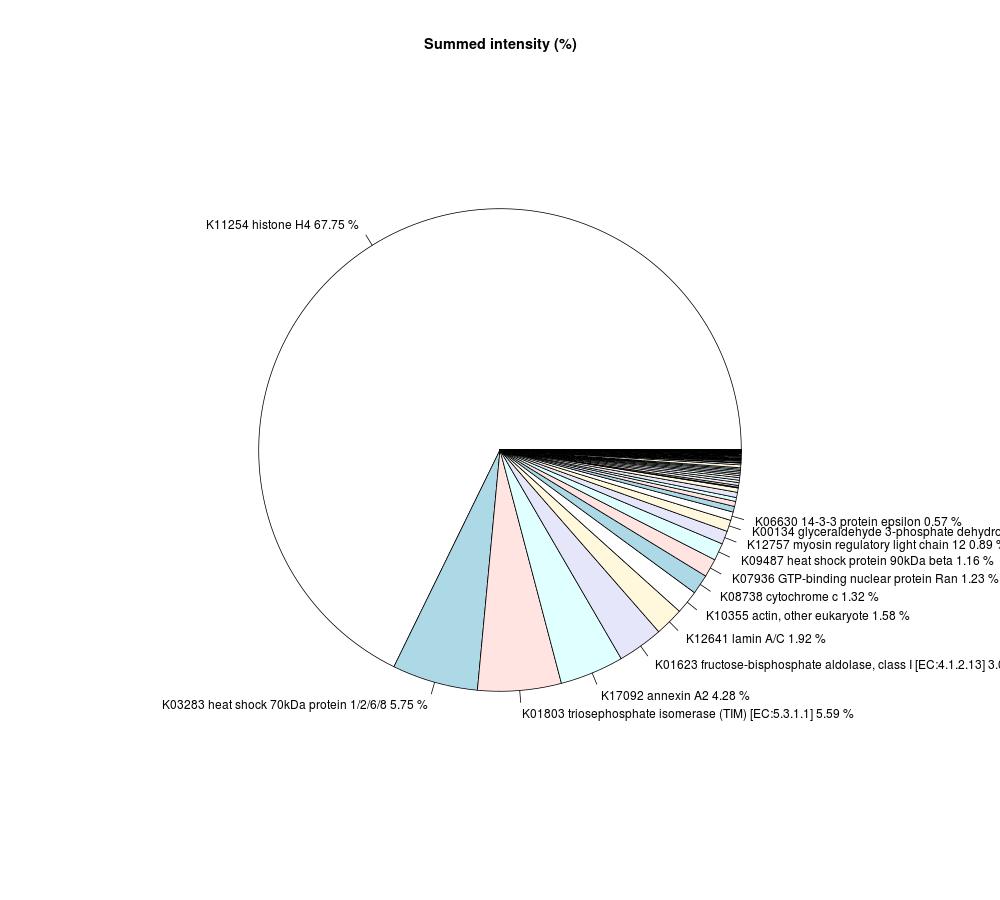 Summed intensity (%)
K11254 histone H4 67.75 %
K06630 14-3-3 protein epsilon 0.57 %
K00134 glyceraldehyde 3-phosphate dehydro
K12757 myosin regulatory light chain 12 0.89 %
K09487 heat shock protein 90kDa beta 1.16 %
K07936 GTP-binding nuclear protein Ran 1.23 %
K08738 cytochrome c 1.32 %
K10355 actin, other eukaryote 1.58 %
K12641 lamin A/C 1.92 %
K01623 fructose-bisphosphate aldolase, class I [EC:4.1.2.13] 3.0
K17092 annexin A2 4.28 %
K03283 heat shock 70kDa protein 1/2/6/8 5.75 %
K01803 triosephosphate isomerase (TIM) [EC:5.3.1.1] 5.59 %